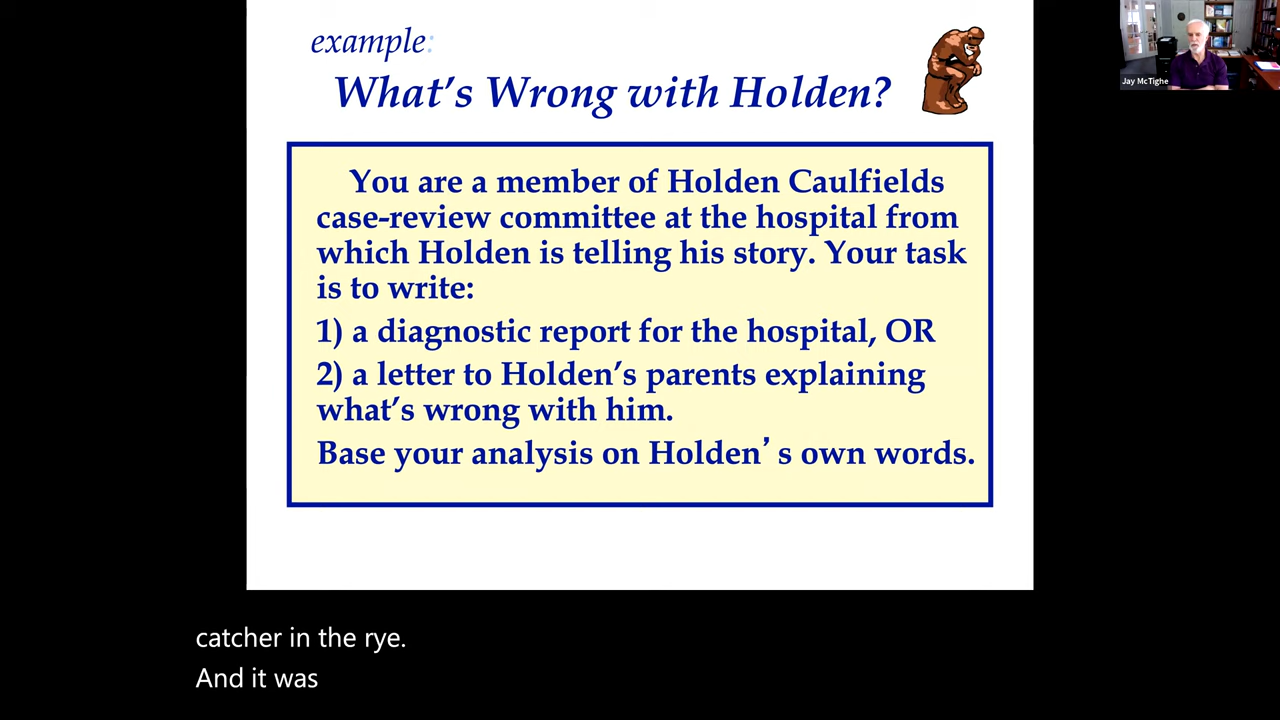 example:
What's Wrong with Holden?
Jay McTighe
You are a member of Holden Caulfields
case-review committee at the hospital from
which Holden is telling his story. Your task
is to write:
1) a diagnostic report for the hospital, OR
2) a letter to Holden's parents explaining
what's wrong with him.
Base your analysis on Holden's own words.
catcher in the rye.
And it was